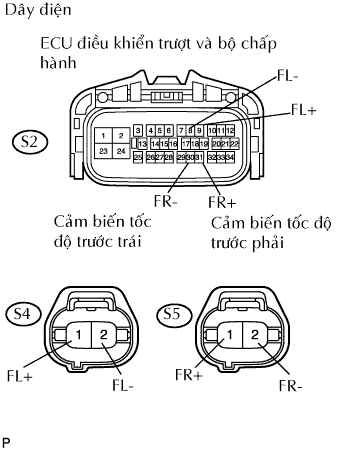 Dây điện
ECU điều khiển trượt và bộ chấp
hành
FL-
FL+
S2
1 2 3 4 5 6 7 8 9 10 11 12
13 14 15 16 17 18 19 20 21 22
23 24 25 26 27 28 29 30 31 32 33 34
FR- FR+
Cảm biến tốc
độ trước trái
Cảm biến tốc độ
trước phải
S4
1 2
FL+ FL-
S5
1 2
FR+ FR-
P